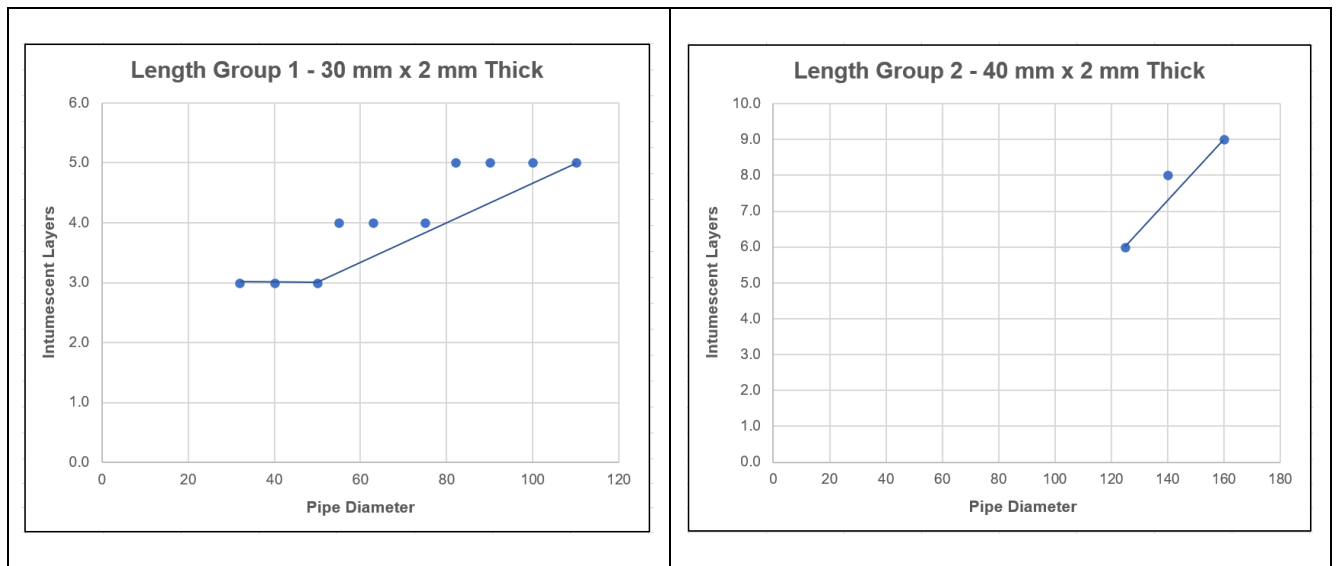 Length Group 1 - 30 mm x 2 mm Thick
6.0
5.0
4.0
3.0
2.0
1.0
0.0
Intumescent Layers
0 20 40 60 80 100 120
Pipe Diameter
Length Group 2 - 40 mm x 2 mm Thick
10.0
9.0
8.0
7.0
6.0
5.0
4.0
3.0
2.0
1.0
0.0
Intumescent Layers
0 20 40 60 80 100 120 140 160 180
Pipe Diameter